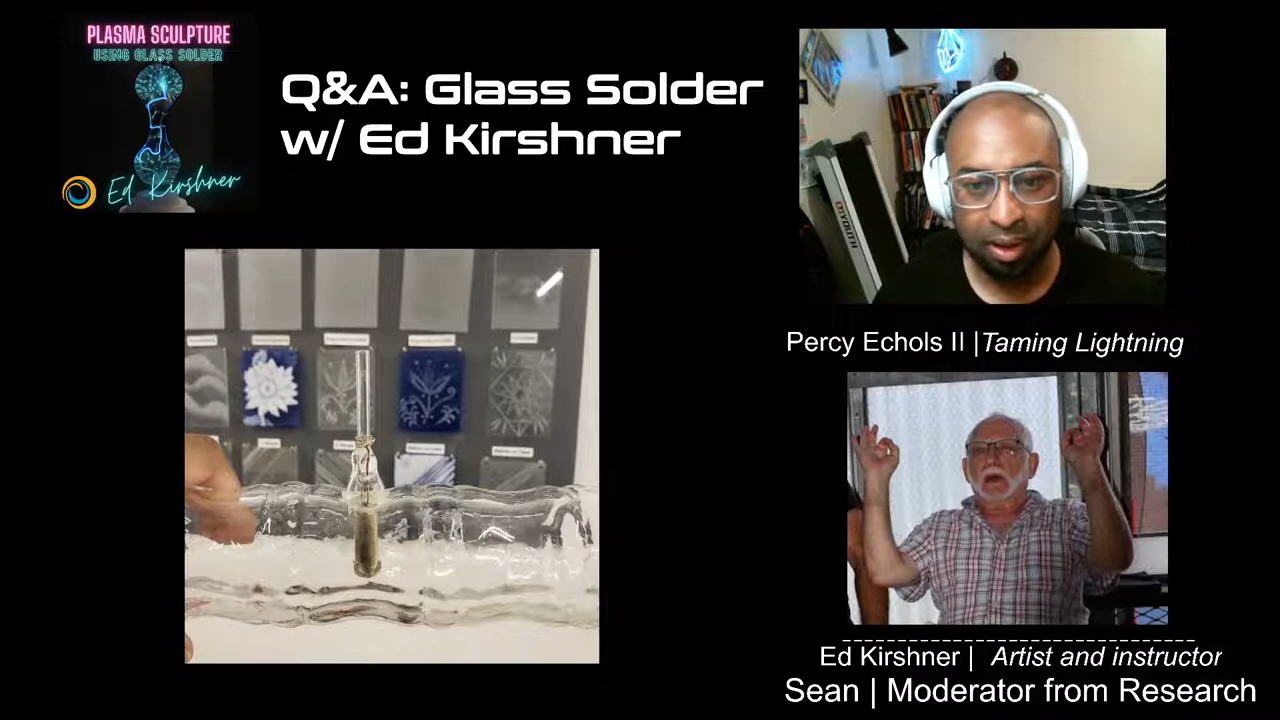 PLASMA SCULPTURE
USING GLASS SOLDER
Ed Kirshner
Q&A: Glass Solder
w/ Ed Kirshner
Percy Echols II | Taming Lightning
Ed Kirshner | Artist and instructor
Sean | Moderator from Research